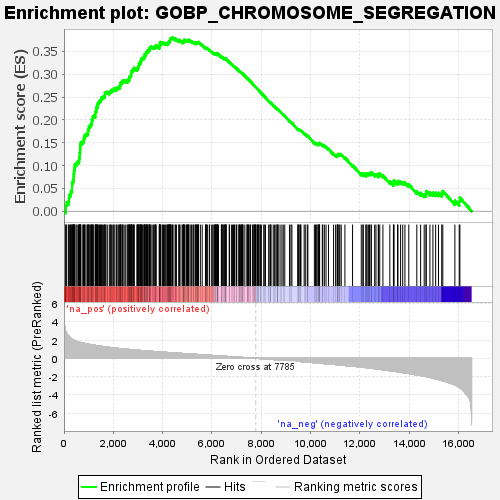 Enrichment plot: GOBP_CHROMOSOME_SEGREGATION
Enrichment score (ES)
0.35
0.30
0.25
0.20
0.15
0.10
0.05
0.00
'na_pos' (positively correlated)
Ranked list metric (PreRanked)
6
4
2
0
-2
-4
-6
Zero cross at 7785
'na_neg' (negatively correlated)
0
2,000
4,000
6,000
8,000
10,000
12,000
14,000
16,000
Rank in Ordered Dataset
Enrichment profile
Hits
Ranking metric scores